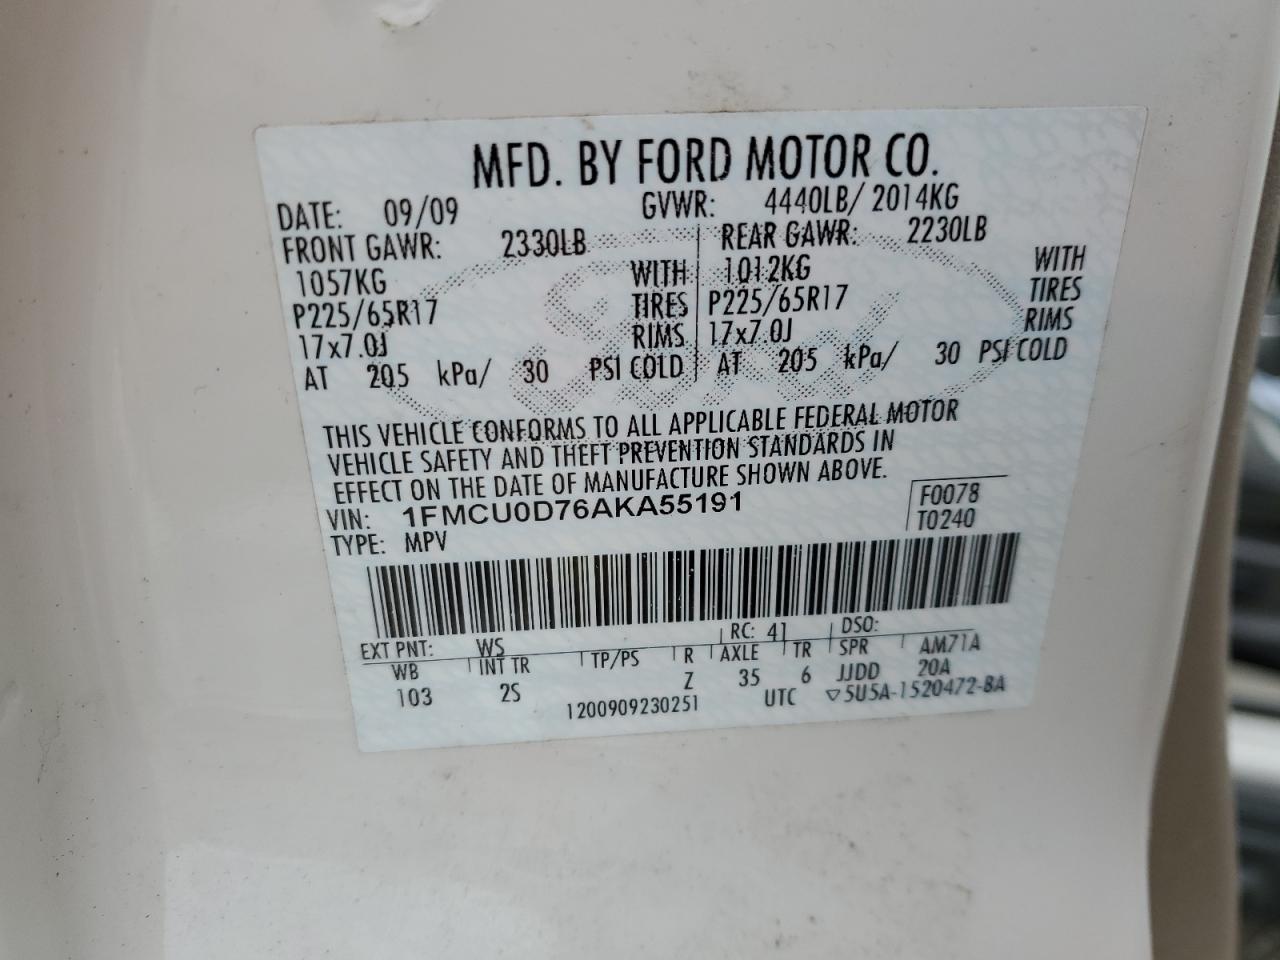 MFD. BY FORD MOTOR CO.
DATE: 09/09 GVWR: 4440LB/ 2014KG
FRONT GAWR: 2330LB REAR GAWR: 2230LB
1057KG WITH 1012KG WITH
P225/65R17 TIRES P225/65R17 TIRES
17x7.0J RIMS 17x7.0J RIMS
AT 205 kPa/ 30 PSI COLD AT 205 kPa/ 30 PSI COLD
THIS VEHICLE CONFORMS TO ALL APPLICABLE FEDERAL MOTOR
VEHICLE SAFETY AND THEFT PREVENTION STANDARDS IN
EFFECT ON THE DATE OF MANUFACTURE SHOWN ABOVE.
VIN: 1FMCU0D76AKA55191 F0078
TYPE: MPV T0240
EXT PNT: WS RC: 41 DSO:
WB INT TR TP/PS R AXLE TR SPR AM71A
103 2S Z 35 6 JJDD 20A
1200909230251 UTC ▽5U5A-1520472-BA